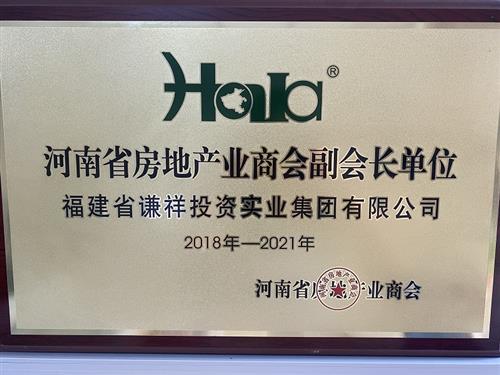 Hada®
河南省房地产业商会副会长单位
福建省谦祥投资实业集团有限公司
2018年—2021年
河南省房地产业商会